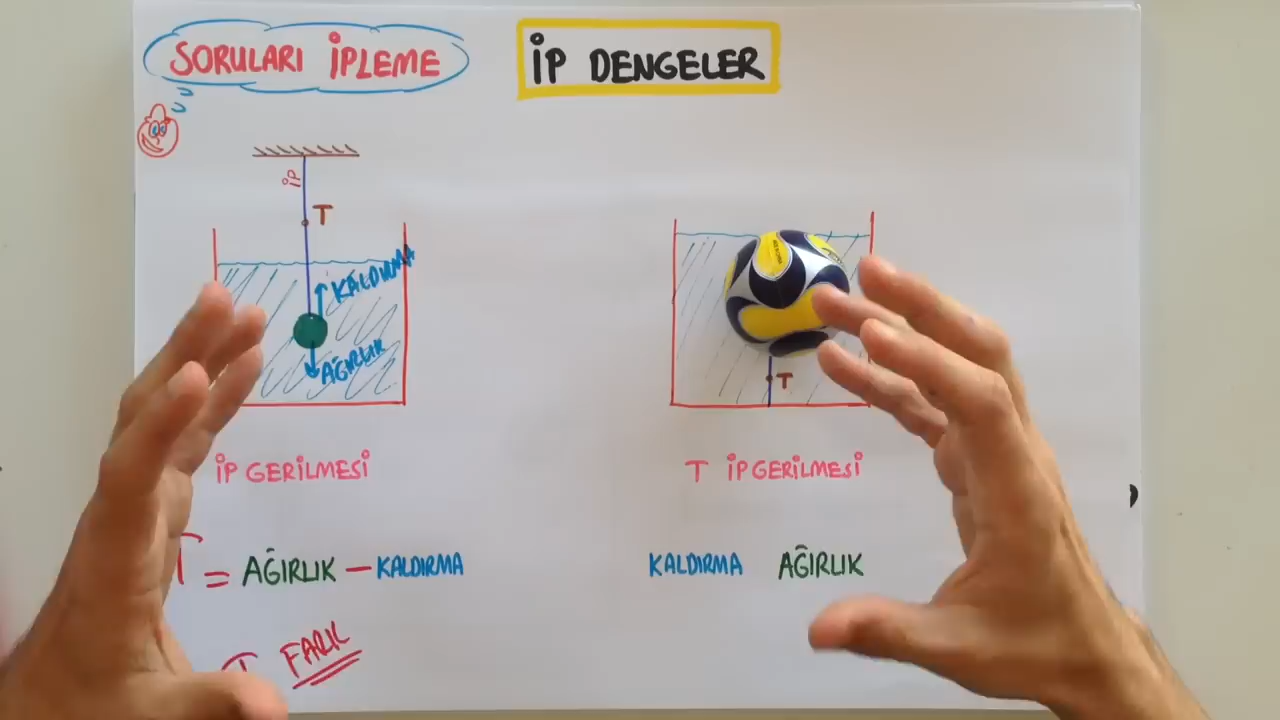 SORULARI İPLEME
İP DENGELER
İP
T
KALDIRMA
AĞIRLIK
T
İP GERİLMESİ
T İP GERİLMESİ
T = AĞIRLIK – KALDIRMA
KALDIRMA AĞIRLIK
T FARK